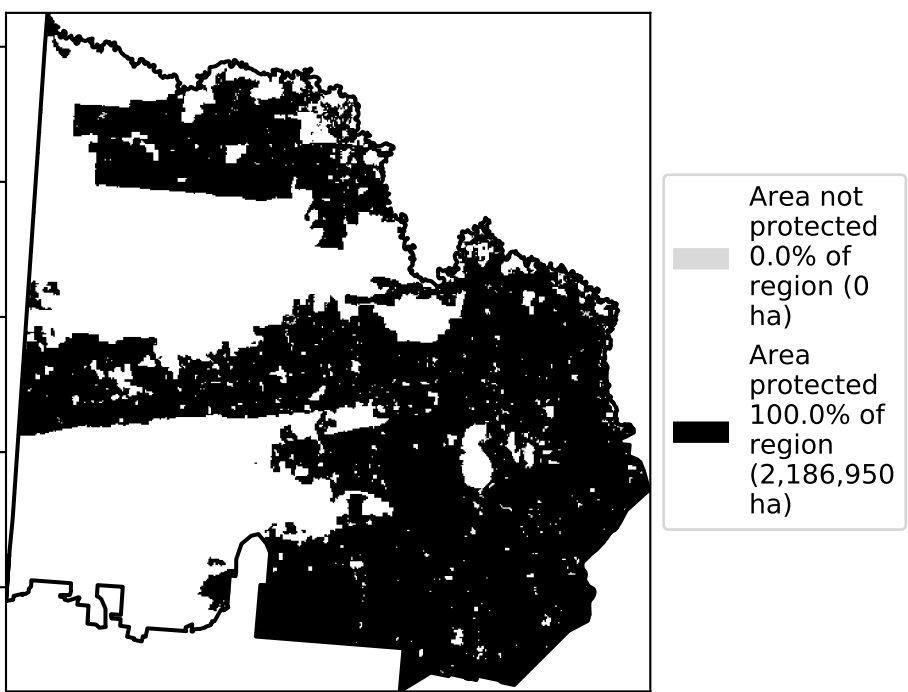 Area not
protected
0.0% of
region (0
ha)
Area
protected
100.0% of
region
(2,186,950
ha)